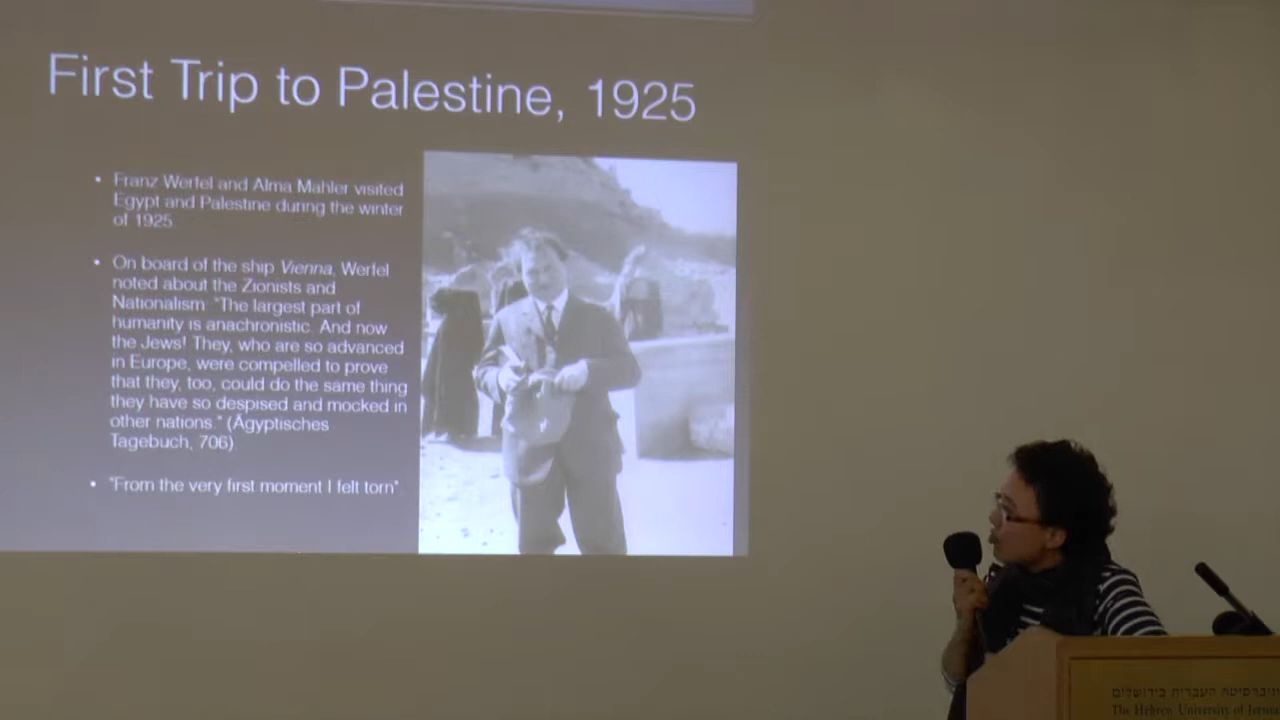 First Trip to Palestine, 1925
• Franz Werfel and Alma Mahler visited
Egypt and Palestine during the winter
of 1925.
• On board of the ship Vienna, Werfel
noted about the Zionists and
Nationalism: "The largest part of
humanity is anachronistic. And now
the Jews! They, who are so advanced
in Europe, were compelled to prove
that they, too, could do the same thing
they have so despised and mocked in
other nations." (Ägyptisches
Tagebuch, 706).
• "From the very first moment I felt torn"
האוניברסיטה העברית בירושלים
The Hebrew University of